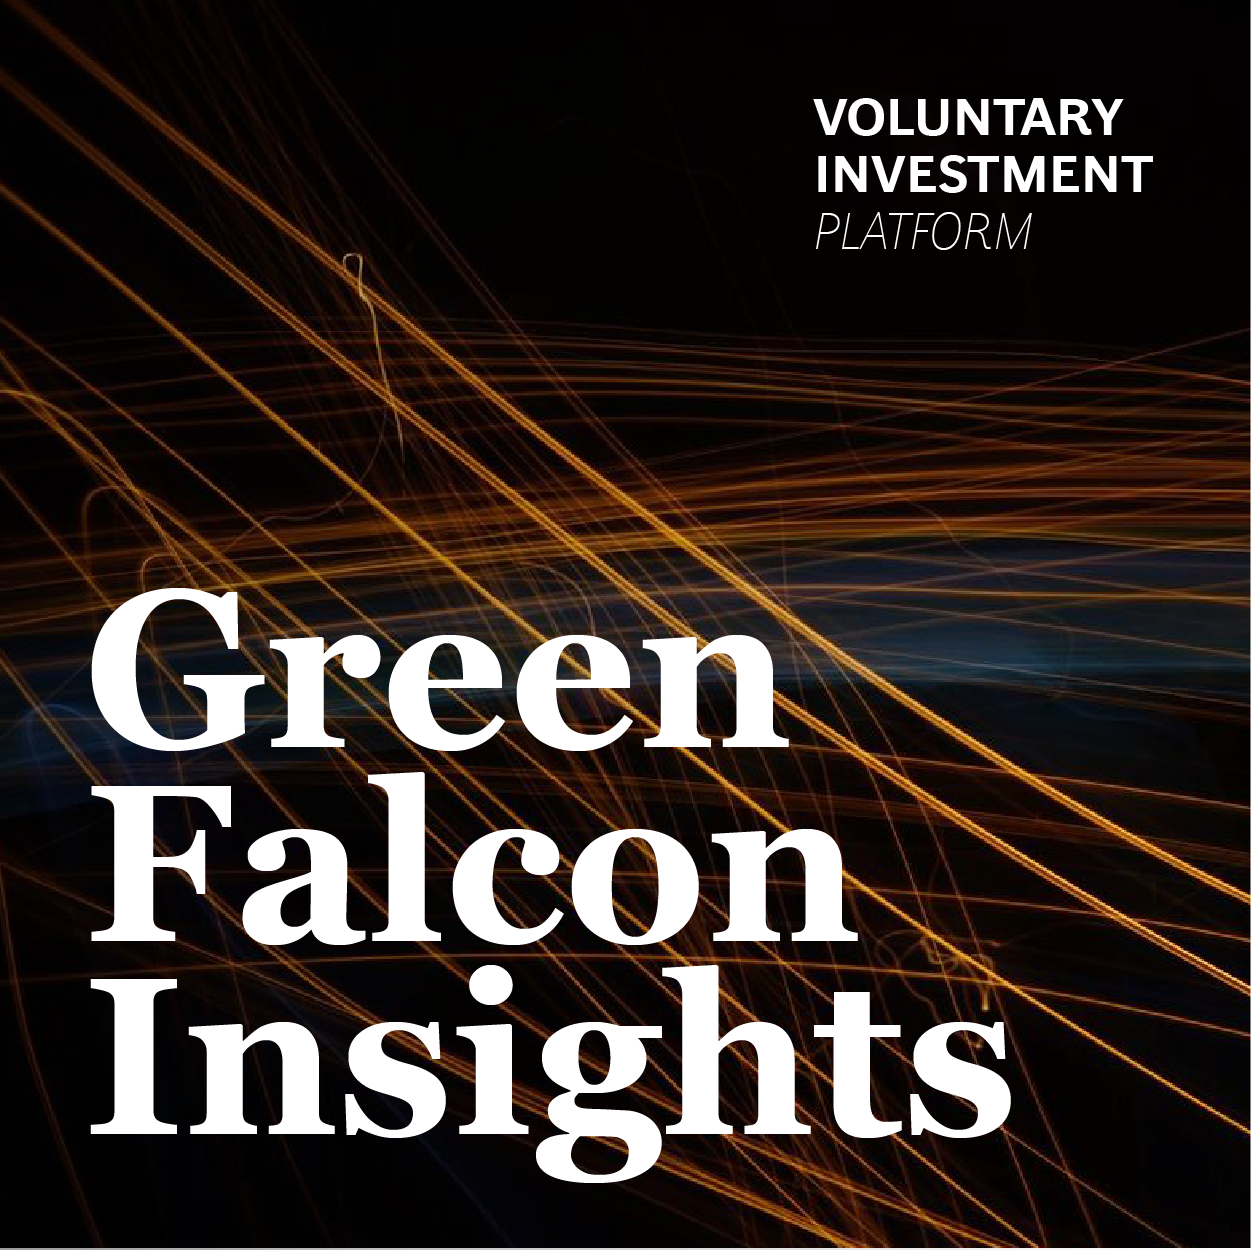 VOLUNTARY
INVESTMENT
PLATFORM
Green
Falcon
Insights